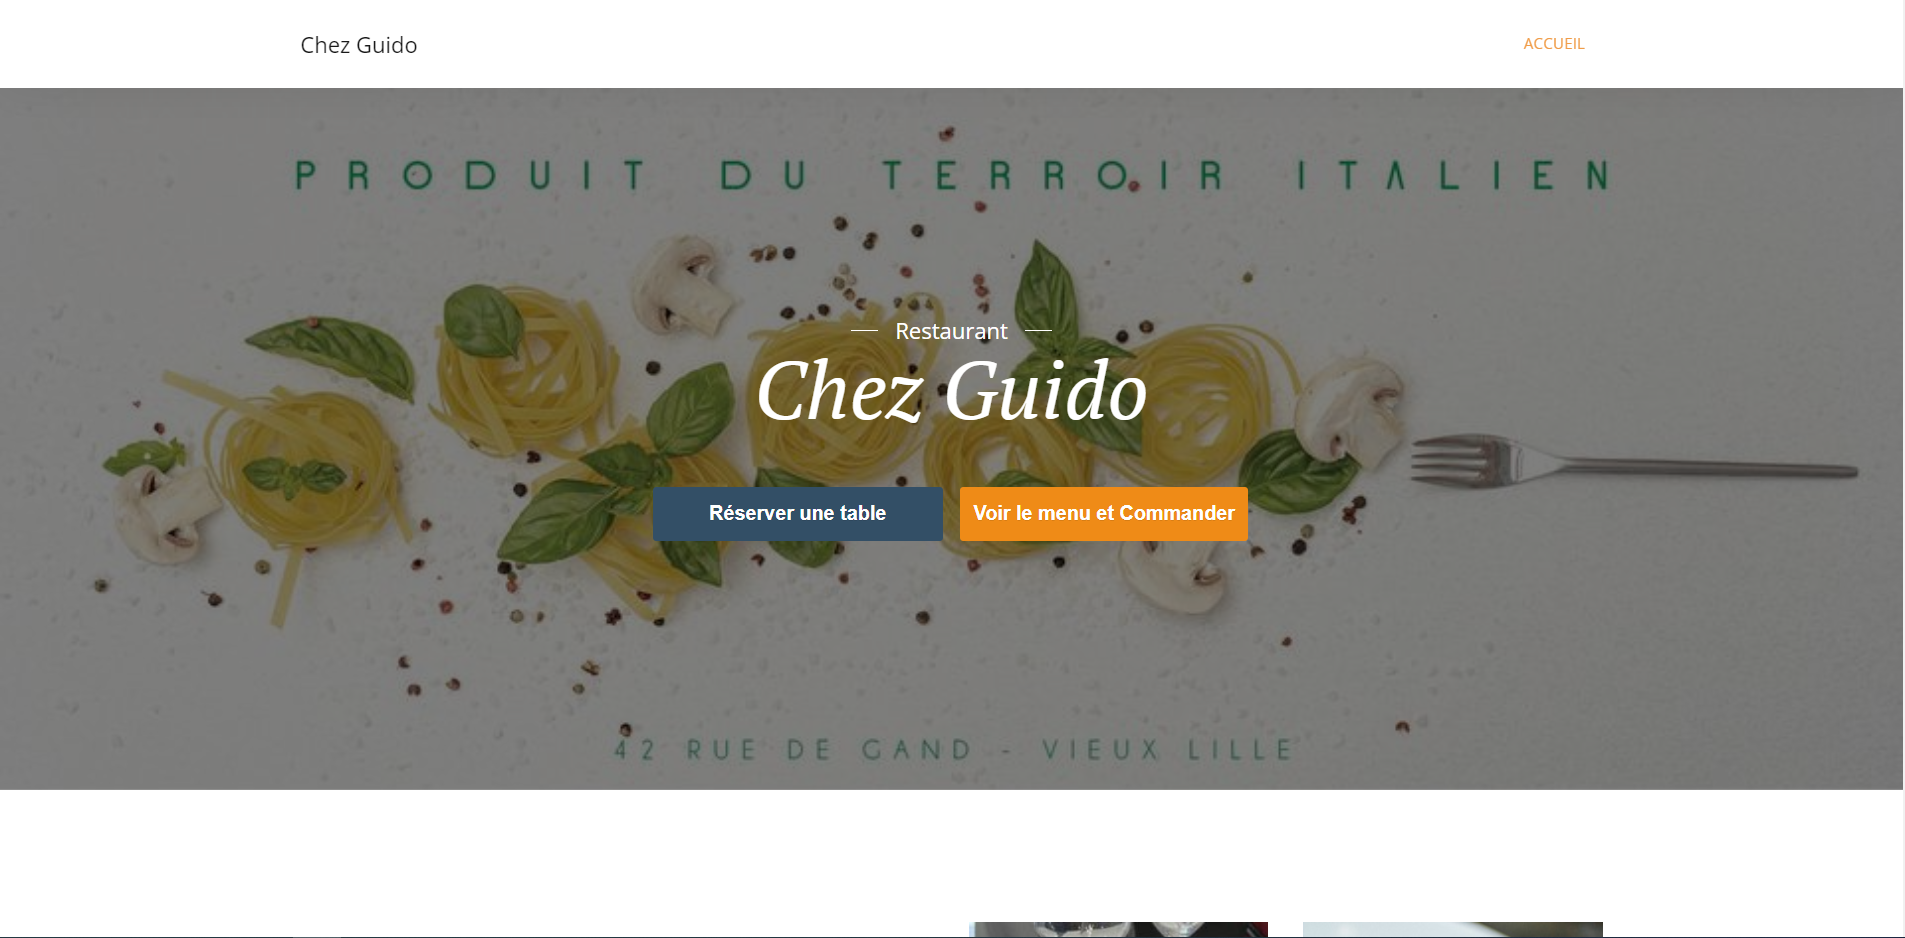 Chez Guido
ACCUEIL
PRODUIT DU TERROIR ITALIEN
Restaurant
Chez Guido
Réserver une table
Voir le menu et Commander
42 RUE DE GAND - VIEUX LILLE